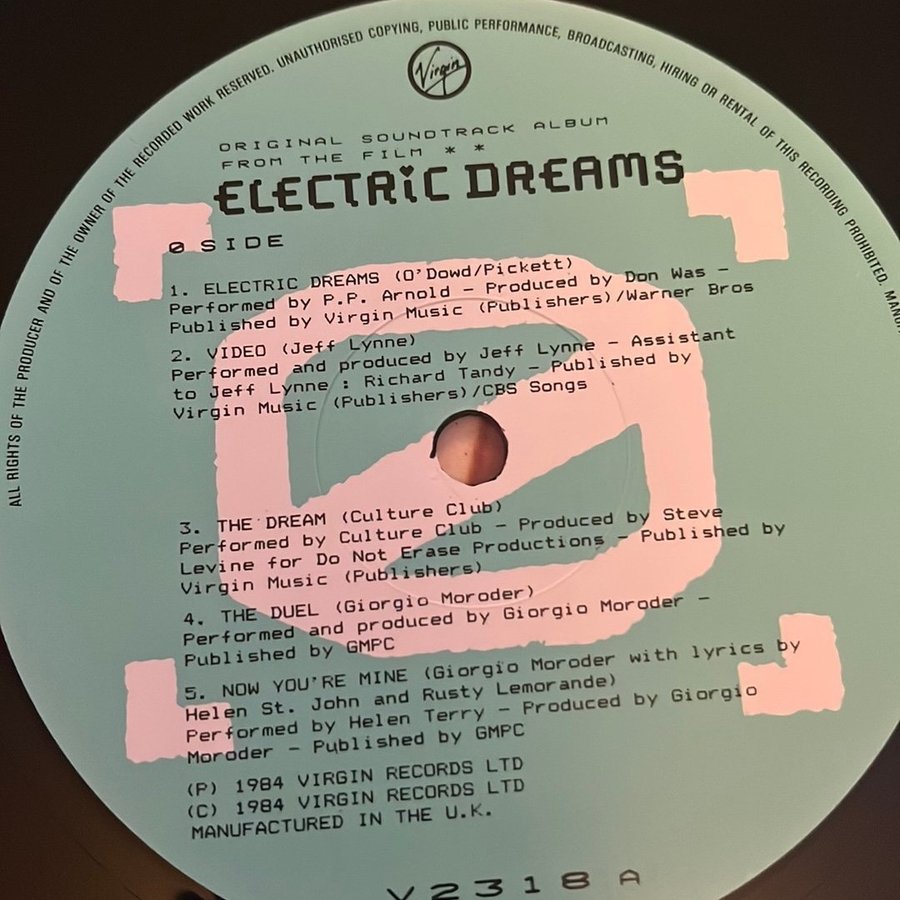 ALL RIGHTS OF THE PRODUCER AND OF THE OWNER OF THE RECORDED WORK RESERVED. UNAUTHORISED COPYING, PUBLIC PERFORMANCE, BROADCASTING, HIRING OR RENTAL OF THIS RECORDING PROHIBITED.
Virgin
ORIGINAL SOUNDTRACK ALBUM
FROM THE FILM * *
ELECTRIC DREAMS
0 SIDE
1. ELECTRIC DREAMS (O'Dowd/Pickett)
Performed by P.P. Arnold - Produced by Don Was -
Published by Virgin Music (Publishers)/Warner Bros
2. VIDEO (Jeff Lynne)
Performed and produced by Jeff Lynne - Assistant
to Jeff Lynne : Richard Tandy - Published by
Virgin Music (Publishers)/CBS Songs
3. THE DREAM (Culture Club)
Performed by Culture Club - Produced by Steve
Levine for Do Not Erase Productions - Published by
Virgin Music (Publishers)
4. THE DUEL (Giorgio Moroder)
Performed and produced by Giorgio Moroder -
Published by GMPC
5. NOW YOU'RE MINE (Giorgio Moroder with lyrics by
Helen St. John and Rusty Lemorande)
Performed by Helen Terry - Produced by Giorgio
Moroder - Published by GMPC
(P) 1984 VIRGIN RECORDS LTD
(C) 1984 VIRGIN RECORDS LTD
MANUFACTURED IN THE U.K.
V2318 A